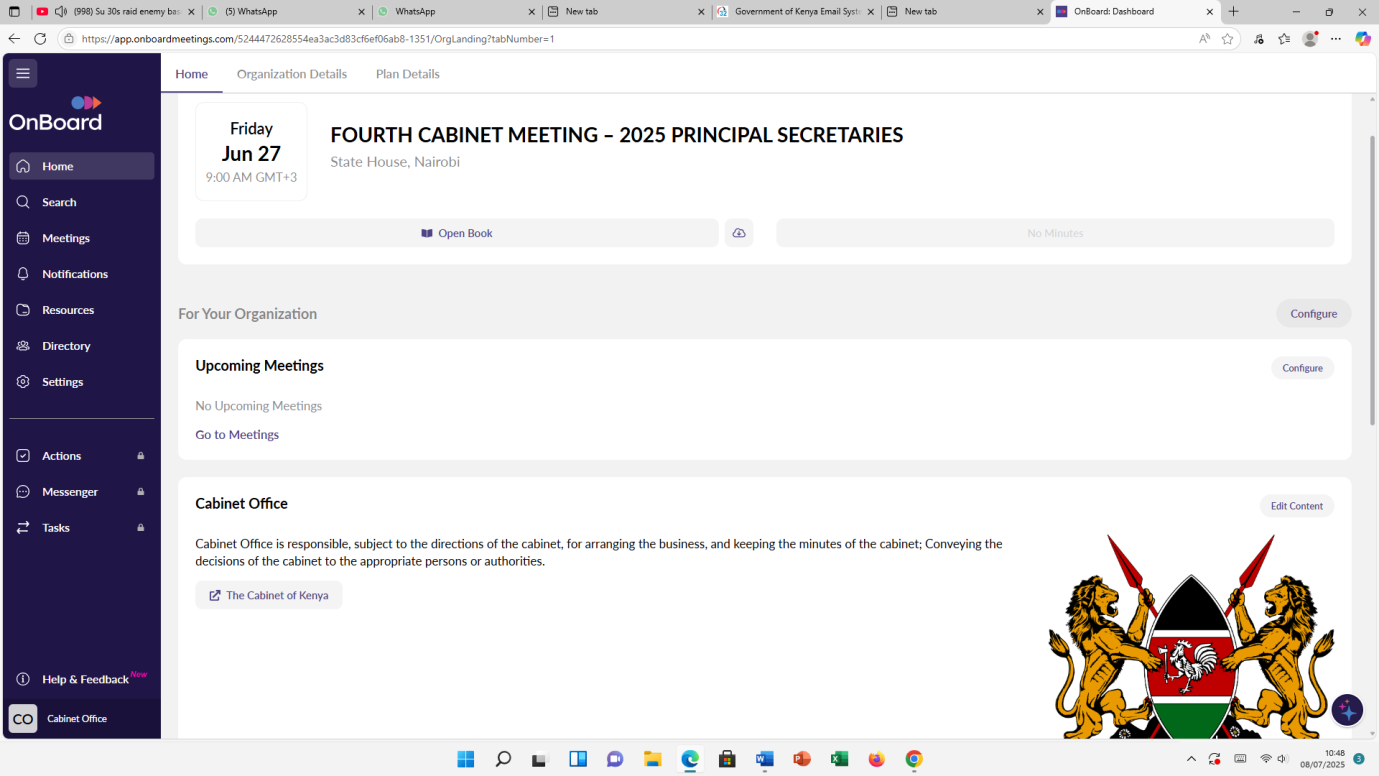 (998) Su 30s raid enemy bas
(5) WhatsApp
WhatsApp
New tab
Government of Kenya Email Syst
New tab
OnBoard: Dashboard
https://app.onboardmeetings.com/5244472628554ea3ac3d83cf6ef06ab8-1351/OrgLanding?tabNumber=1
OnBoard
Home
Search
Meetings
Notifications
Resources
Directory
Settings
Actions
Messenger
Tasks
Help & Feedback New
CO Cabinet Office
Home Organization Details Plan Details
Friday
Jun 27
9:00 AM GMT+3
FOURTH CABINET MEETING – 2025 PRINCIPAL SECRETARIES
State House, Nairobi
Open Book
No Minutes
For Your Organization
Configure
Upcoming Meetings
Configure
No Upcoming Meetings
Go to Meetings
Cabinet Office
Edit Content
Cabinet Office is responsible, subject to the directions of the cabinet, for arranging the business, and keeping the minutes of the cabinet; Conveying the
decisions of the cabinet to the appropriate persons or authorities.
The Cabinet of Kenya
10:48
08/07/2025
3